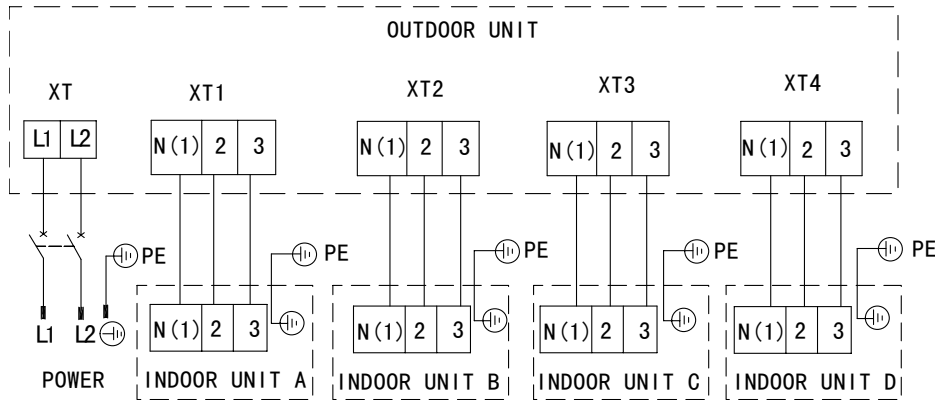 OUTDOOR UNIT
XT
XT1
XT2
XT3
XT4
L1 L2
N(1) 2 3
N(1) 2 3
N(1) 2 3
N(1) 2 3
PE
PE
PE
PE
PE
L1 L2
N(1) 2 3
N(1) 2 3
N(1) 2 3
N(1) 2 3
POWER
INDOOR UNIT A
INDOOR UNIT B
INDOOR UNIT C
INDOOR UNIT D